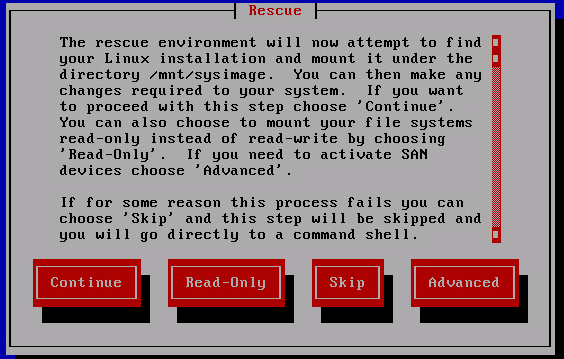 Rescue
The rescue environment will now attempt to find
your Linux installation and mount it under the
directory /mnt/sysimage.  You can then make any
changes required to your system.  If you want
to proceed with this step choose 'Continue'.
You can also choose to mount your file systems
read-only instead of read-write by choosing
'Read-Only'.  If you need to activate SAN
devices choose 'Advanced'.
If for some reason this process fails you can
choose 'Skip' and this step will be skipped and
you will go directly to a command shell.
Continue Read-Only Skip Advanced